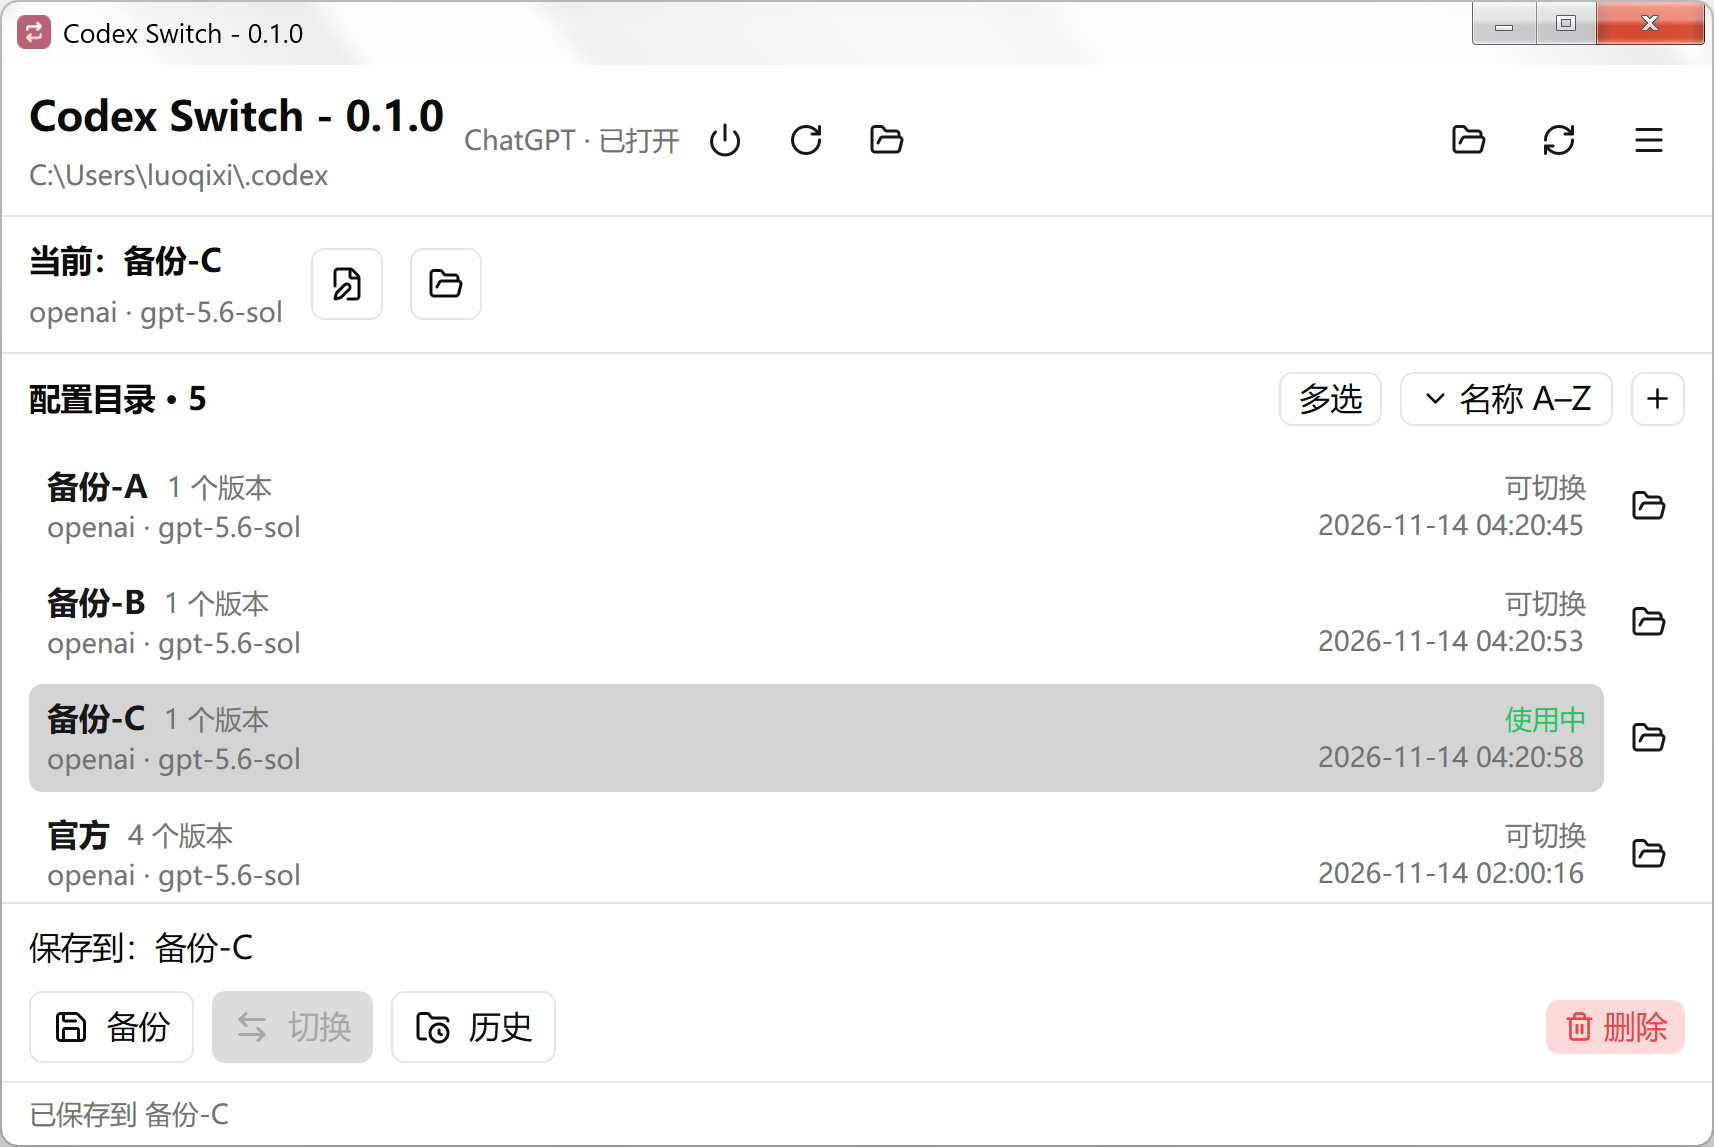 Codex Switch - 0.1.0
Codex Switch - 0.1.0
C:\Users\luoqixi\.codex
ChatGPT · 已打开
当前：备份-C
openai · gpt-5.6-sol
配置目录 • 5
多选
名称 A–Z
备份-A 1 个版本
openai · gpt-5.6-sol
可切换
2026-11-14 04:20:45
备份-B 1 个版本
openai · gpt-5.6-sol
可切换
2026-11-14 04:20:53
备份-C 1 个版本
openai · gpt-5.6-sol
使用中
2026-11-14 04:20:58
官方 4 个版本
openai · gpt-5.6-sol
可切换
2026-11-14 02:00:16
保存到：备份-C
备份
切换
历史
删除
已保存到 备份-C